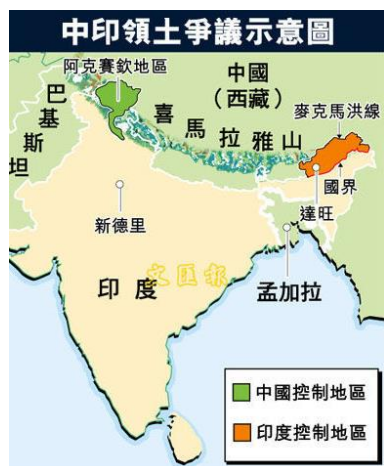 中印領土爭議示意圖
阿克賽欽地區
中國
(西藏)
巴基斯坦
喜馬拉雅山
麥克馬洪線
國界
達旺
新德里
文匯報
印度
孟加拉
中國控制地區
印度控制地區